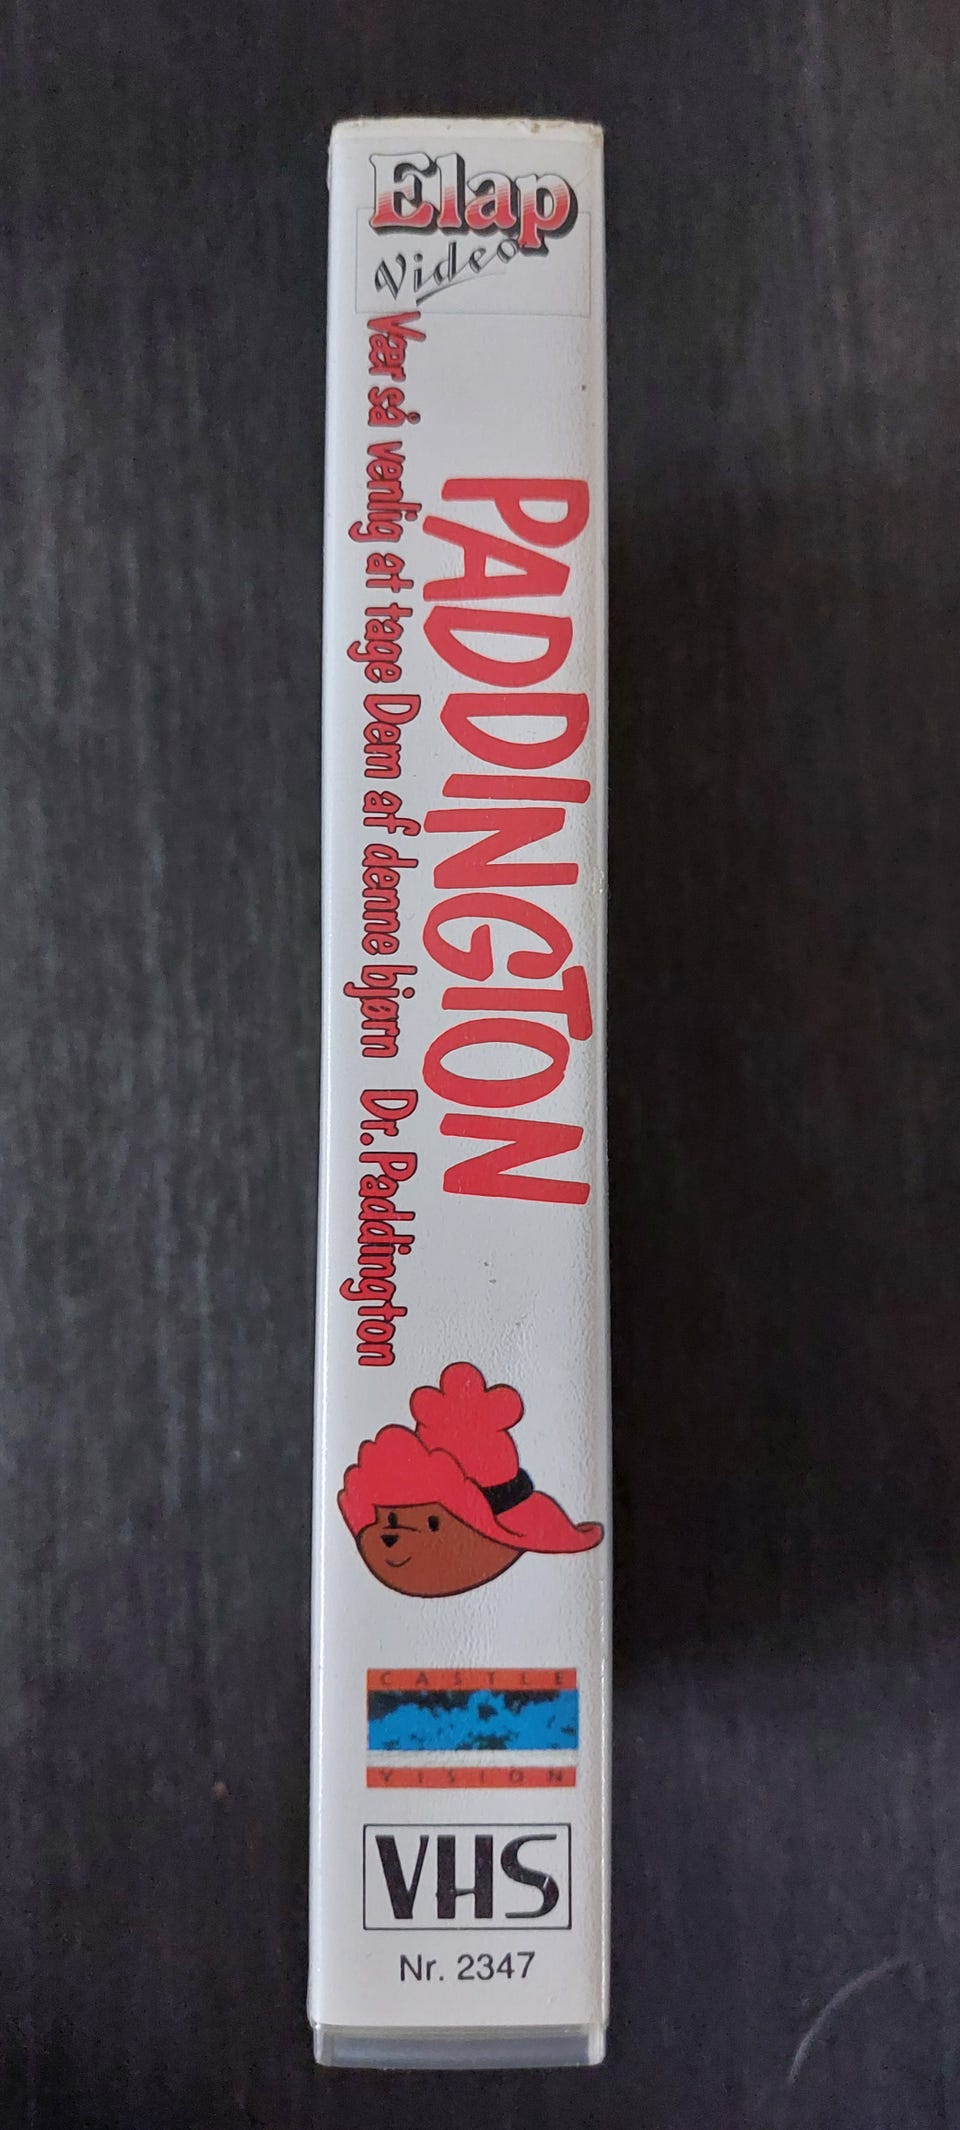 Elap
Video
PADDINGTON
Vær så venlig at tage Dem af denne bjørn Dr. Paddington
CASTLE
VISION
VHS
Nr. 2347